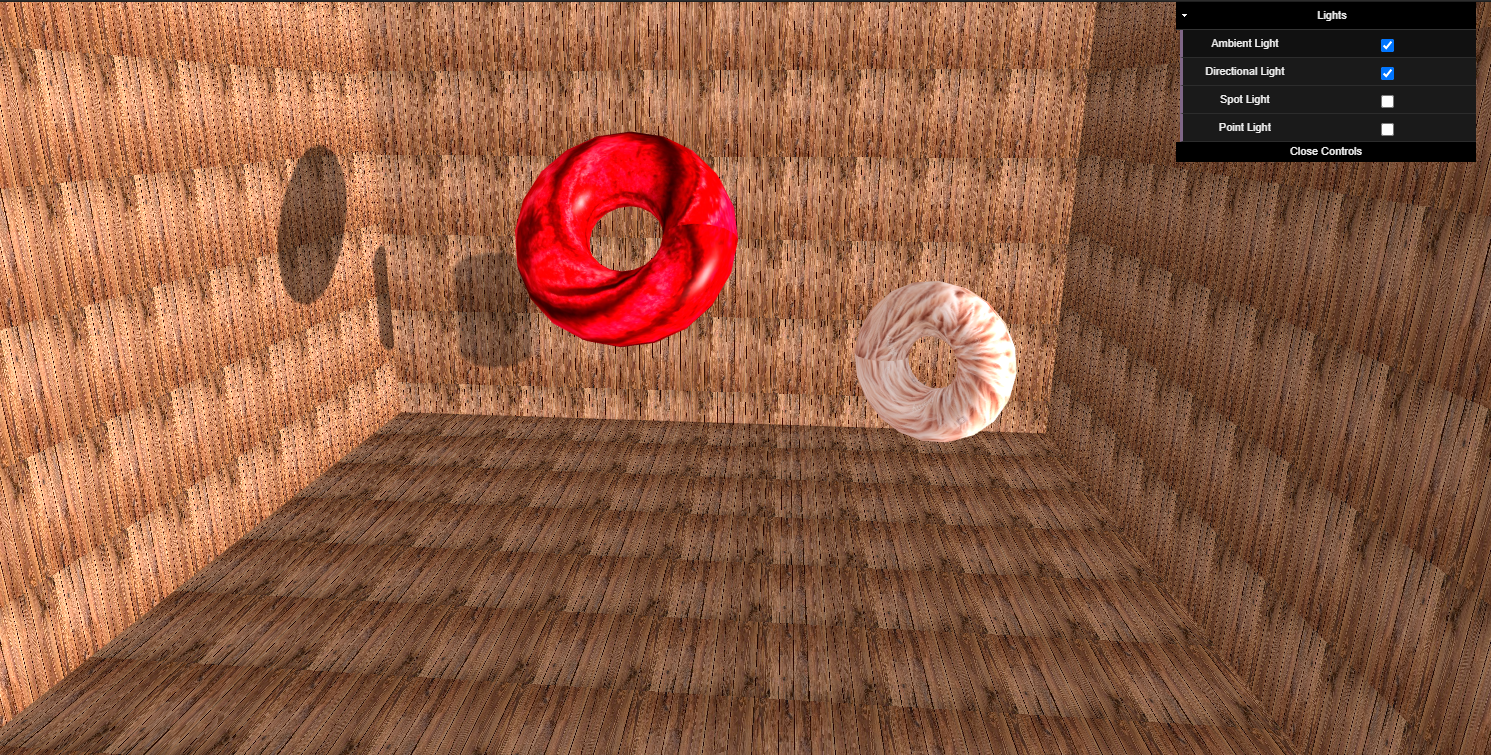 Lights
Ambient Light
Directional Light
Spot Light
Point Light
Close Controls